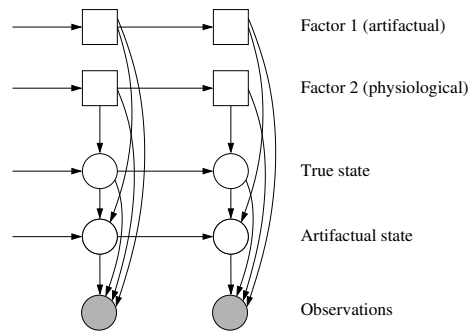 Factor 1 (artifactual)
Factor 2 (physiological)
True state
Artifactual state
Observations